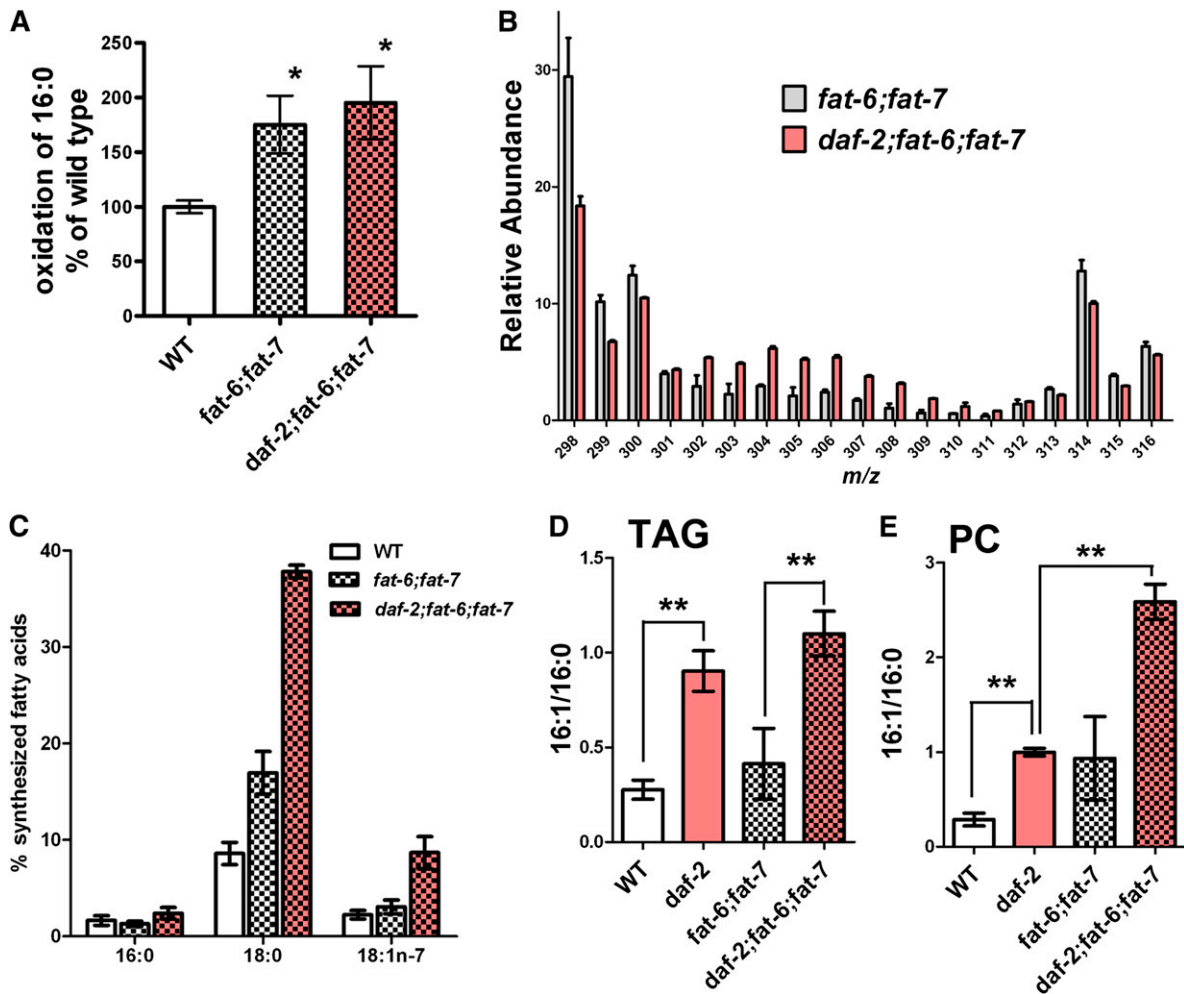 A
oxidation of 16:0
% of wild type
250
200
150
100
50
0
*
*
WT
fat-6;fat-7
daf-2;fat-6;fat-7
B
Relative Abundance
30
20
10
0
fat-6;fat-7
daf-2;fat-6;fat-7
298 299 300 301 302 303 304 305 306 307 308 309 310 311 312 313 314 315 316
m/z
C
% synthesized fatty acids
40
30
20
10
0
WT
fat-6;fat-7
daf-2;fat-6;fat-7
16:0 18:0 18:1n-7
D TAG
16:1/16:0
1.5
1.0
0.5
0.0
**
**
WT
daf-2
fat-6;fat-7
daf-2;fat-6;fat-7
E PC
16:1/16:0
3
2
1
0
**
**
WT
daf-2
fat-6;fat-7
daf-2;fat-6;fat-7